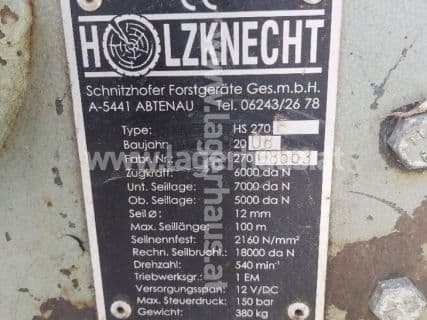 HOLZKNECHT
Schnitzhofer Forstgeräte Ges.m.b.H.
A-5441 ABTENAU Tel. 06243/26 78
Type: HS 270
Baujahr: 20 08
Fabr. Nr.: 270
Zugkraft: 6000 da N
Unt. Seillage: 7000 da N
Ob. Seillage: 5000 da N
Seil ø: 12 mm
Max. Seillänge: 100 m
Seilnennfest: 2160 N/mm²
Rechn. Seilbruchl.: 18000 da N
Drehzahl: 540 min⁻¹
Triebwerksgr.: 1 EM
Versorgungsspan. 12 V/DC
Max. Steuerdruck: 150 bar
Gewicht: 380 kg
www.lagerhaus.at